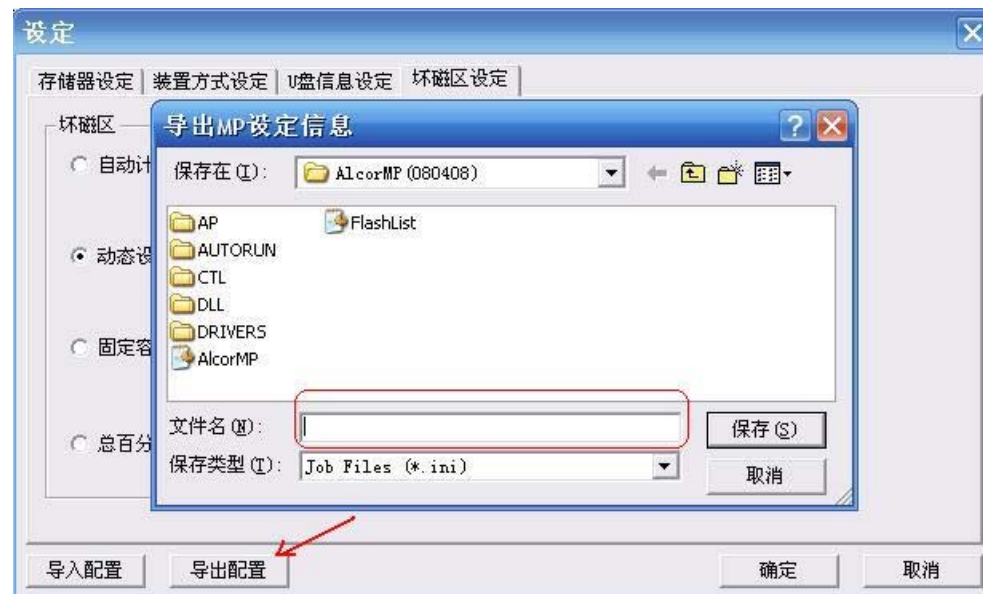 设定
存储器设定 装置方式设定 U盘信息设定 坏磁区设定
坏磁区
自动计
动态设
固定容
总百分
导出MP设定信息
保存在(I):
AlcorMP(080408)
AP
AUTORUN
CTL
DLL
DRIVERS
AlcorMP
FlashList
文件名(N):
保存(S)
保存类型(T):
Job Files (*.ini)
取消
导入配置
导出配置
确定
取消